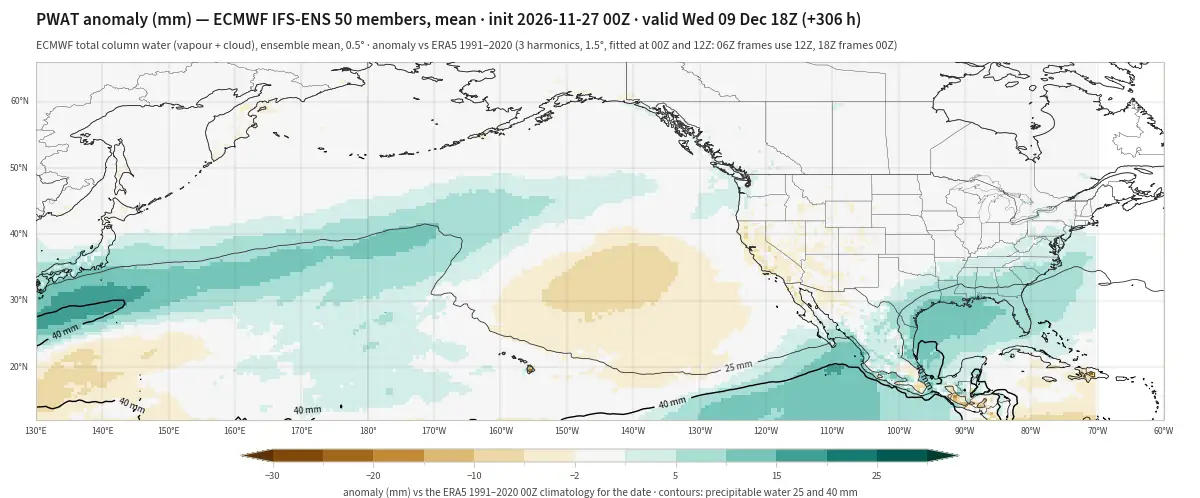 PWAT anomaly (mm) — ECMWF IFS-ENS 50 members, mean · init 2026-11-27 00Z · valid Wed 09 Dec 18Z (+306 h)
ECMWF total column water (vapour + cloud), ensemble mean, 0.5° · anomaly vs ERA5 1991–2020 (3 harmonics, 1.5°, fitted at 00Z and 12Z: 06Z frames use 12Z, 18Z frames 00Z)
60°N
50°N
40°N
30°N
20°N
40 mm
40 mm
40 mm
40 mm
25 mm
130°E 140°E 150°E 160°E 170°E 180° 170°W 160°W 150°W 140°W 130°W 120°W 110°W 100°W 90°W 80°W 70°W 60°W
−30 −20 −10 −2 5 15 25
anomaly (mm) vs the ERA5 1991–2020 00Z climatology for the date · contours: precipitable water 25 and 40 mm